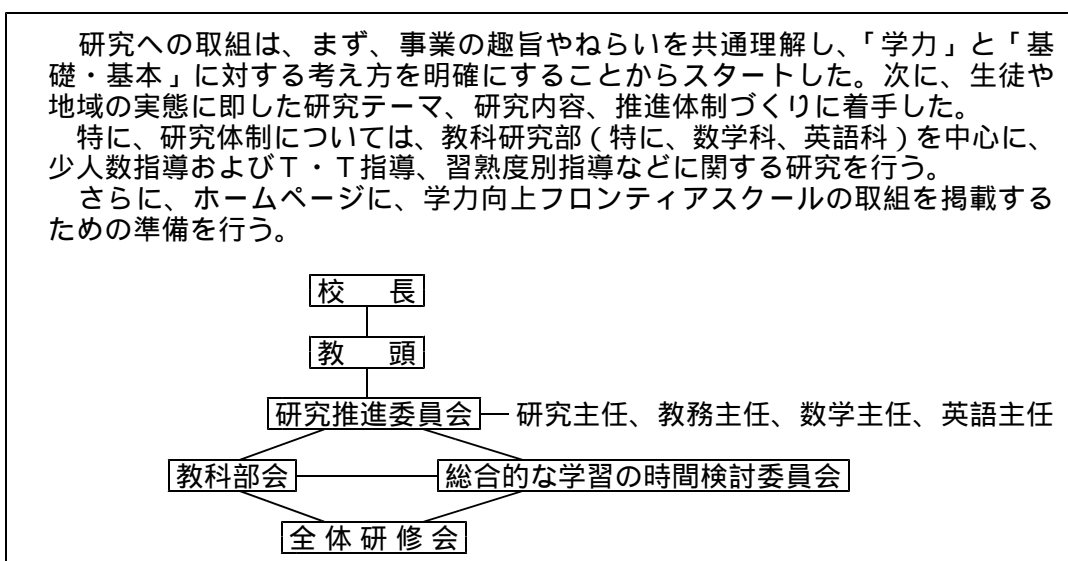 研究への取組は、まず、事業の趣旨やねらいを共通理解し、「学力」と「基
礎・基本」に対する考え方を明確にすることからスタートした。次に、生徒や
地域の実態に即した研究テーマ、研究内容、推進体制づくりに着手した。
特に、研究体制については、教科研究部(特に、数学科、英語科)を中心に、
少人数指導およびT・T指導、習熟度別指導などに関する研究を行う。
さらに、ホームページに、学力向上フロンティアスクールの取組を掲載する
ための準備を行う。
校 長
教 頭
研究推進委員会 研究主任、教務主任、数学主任、英語主任
教科部会 総合的な学習の時間検討委員会
全体研修会